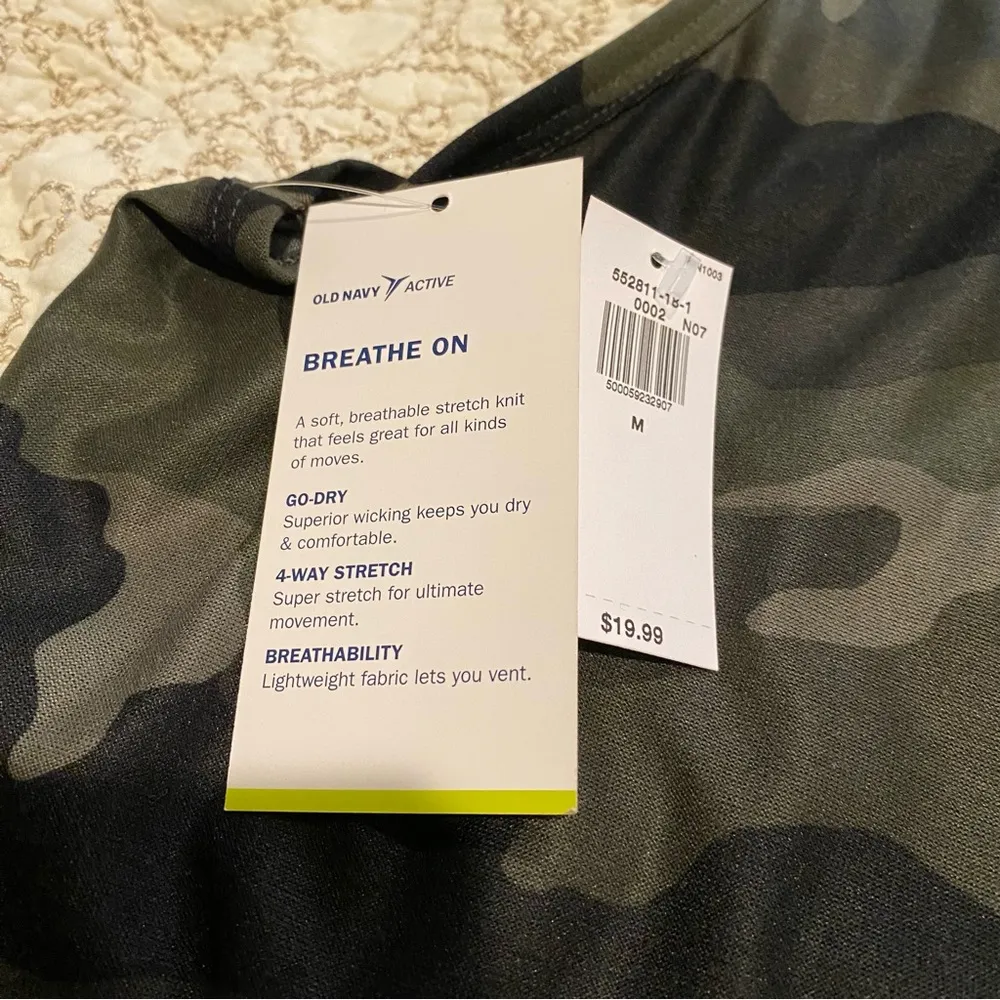 OLD NAVY ACTIVE
BREATHE ON
A soft, breathable stretch knit
that feels great for all kinds
of moves.
GO-DRY
Superior wicking keeps you dry
& comfortable.
4-WAY STRETCH
Super stretch for ultimate
movement.
BREATHABILITY
Lightweight fabric lets you vent.
552811-18-1
0002 N07
500059232907
M
$19.99